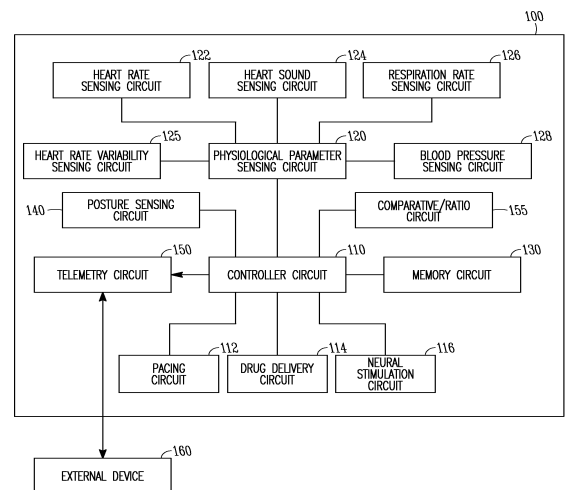 100
122
124
126
HEART RATE
SENSING CIRCUIT
HEART SOUND
SENSING CIRCUIT
RESPIRATION RATE
SENSING CIRCUIT
125
120
128
HEART RATE VARIABILITY
SENSING CIRCUIT
PHYSIOLOGICAL PARAMETER
SENSING CIRCUIT
BLOOD PRESSURE
SENSING CIRCUIT
140
POSTURE SENSING
CIRCUIT
COMPARATIVE/RATIO
CIRCUIT
155
150
110
130
TELEMETRY CIRCUIT
CONTROLLER CIRCUIT
MEMORY CIRCUIT
112
114
116
PACING
CIRCUIT
DRUG DELIVERY
CIRCUIT
NEURAL
STIMULATION
CIRCUIT
160
EXTERNAL DEVICE